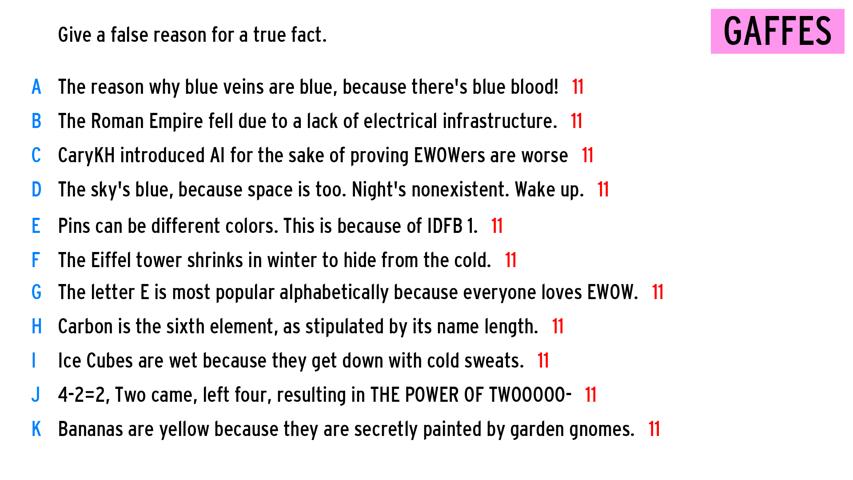 Give a false reason for a true fact.
GAFFES
A The reason why blue veins are blue, because there's blue blood! 11
B The Roman Empire fell due to a lack of electrical infrastructure. 11
C CaryKH introduced AI for the sake of proving EWOWers are worse 11
D The sky's blue, because space is too. Night's nonexistent. Wake up. 11
E Pins can be different colors. This is because of IDFB 1. 11
F The Eiffel tower shrinks in winter to hide from the cold. 11
G The letter E is most popular alphabetically because everyone loves EWOW. 11
H Carbon is the sixth element, as stipulated by its name length. 11
I Ice Cubes are wet because they get down with cold sweats. 11
J 4-2=2, Two came, left four, resulting in THE POWER OF TWOOOOO- 11
K Bananas are yellow because they are secretly painted by garden gnomes. 11